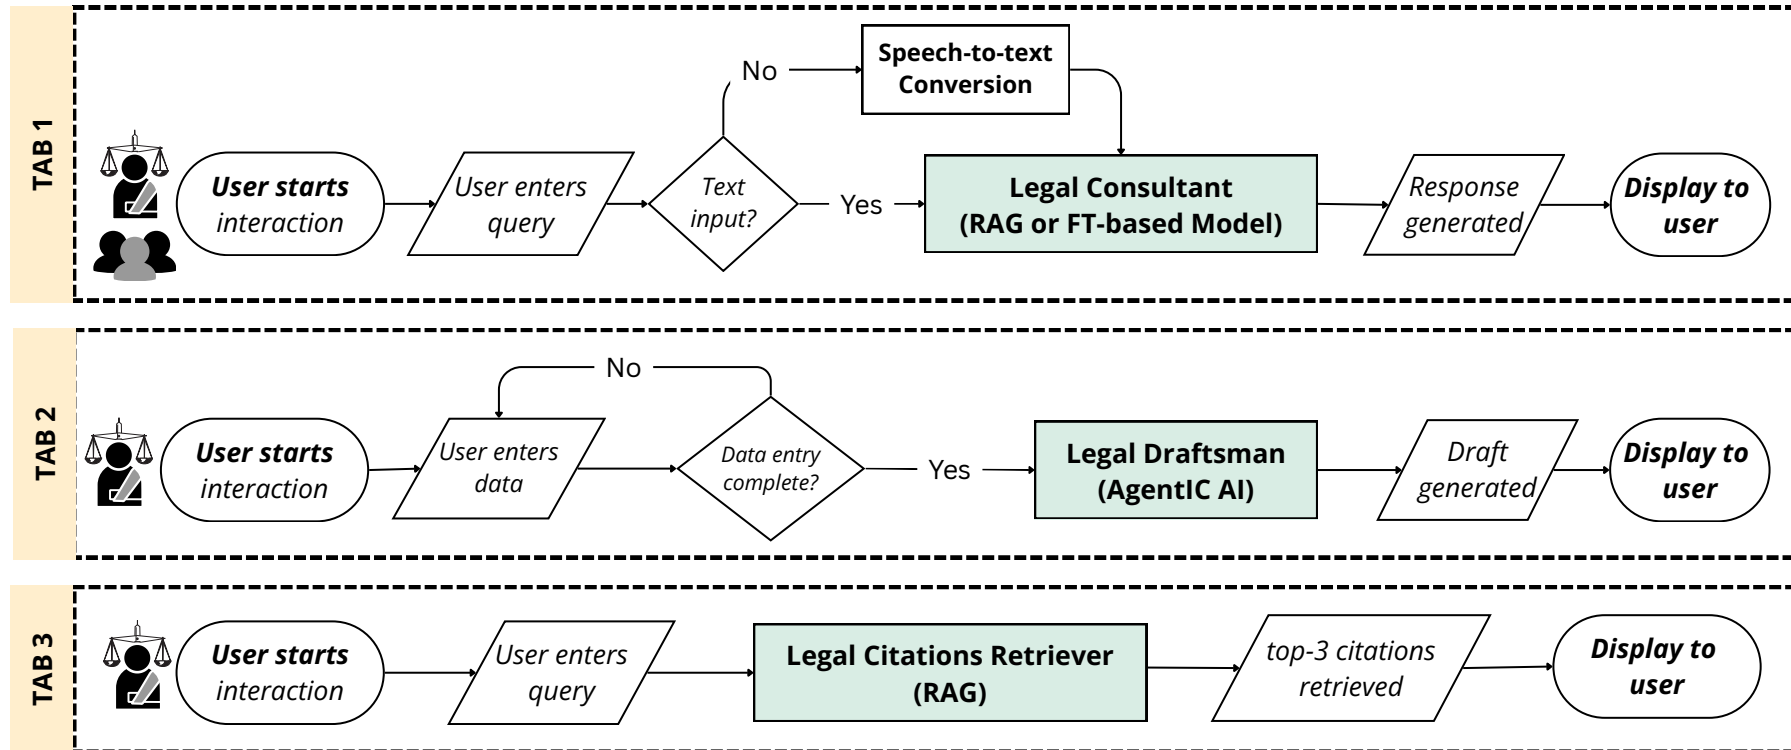 TAB 1
User starts
interaction
User enters
query
Text
input?
No
Yes
Speech-to-text
Conversion
Legal Consultant
(RAG or FT-based Model)
Response
generated
Display to
user
TAB 2
User starts
interaction
User enters
data
No
Data entry
complete?
Yes
Legal Draftsman
(AgentIC AI)
Draft
generated
Display to
user
TAB 3
User starts
interaction
User enters
query
Legal Citations Retriever
(RAG)
top-3 citations
retrieved
Display to
user